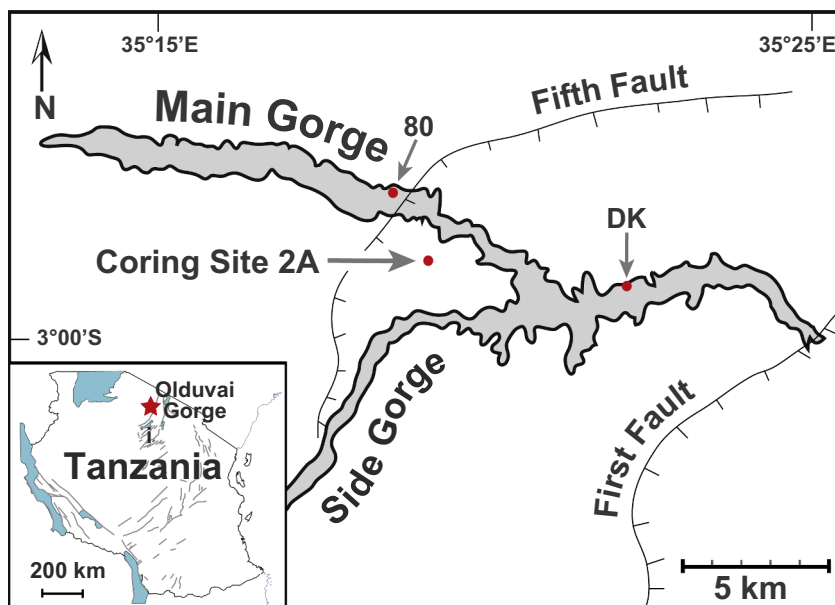 35°15'E
35°25'E
N
Main Gorge
Fifth Fault
80
DK
Coring Site 2A
3°00'S
Side Gorge
First Fault
Olduvai
Gorge
i
Tanzania
200 km
5 km